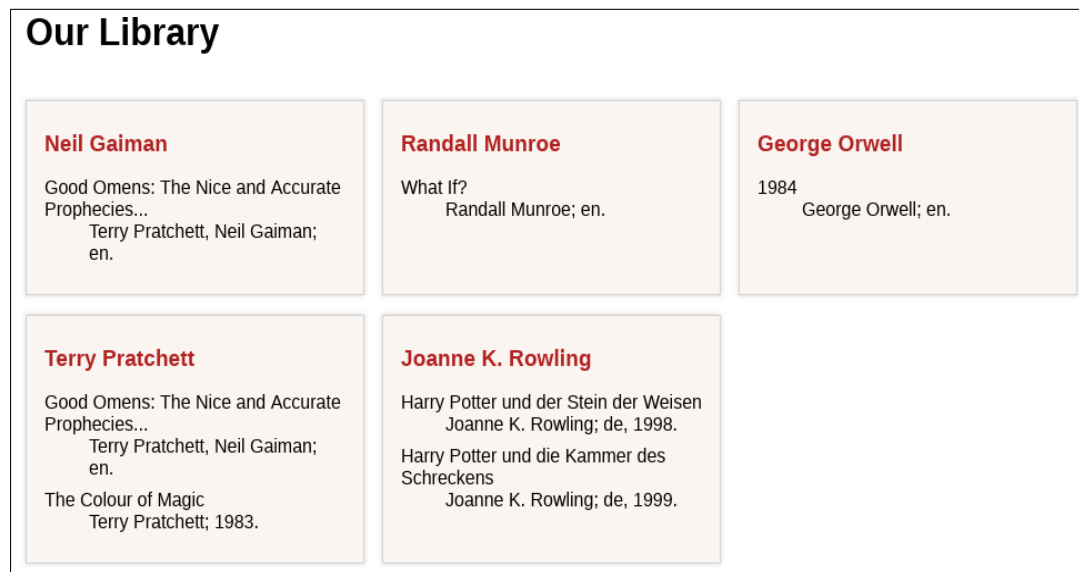 Our Library
Neil Gaiman
Good Omens: The Nice and Accurate
Prophecies...
Terry Pratchett, Neil Gaiman;
en.
Randall Munroe
What If?
Randall Munroe; en.
George Orwell
1984
George Orwell; en.
Terry Pratchett
Good Omens: The Nice and Accurate
Prophecies...
Terry Pratchett, Neil Gaiman;
en.
The Colour of Magic
Terry Pratchett; 1983.
Joanne K. Rowling
Harry Potter und der Stein der Weisen
Joanne K. Rowling; de, 1998.
Harry Potter und die Kammer des
Schreckens
Joanne K. Rowling; de, 1999.